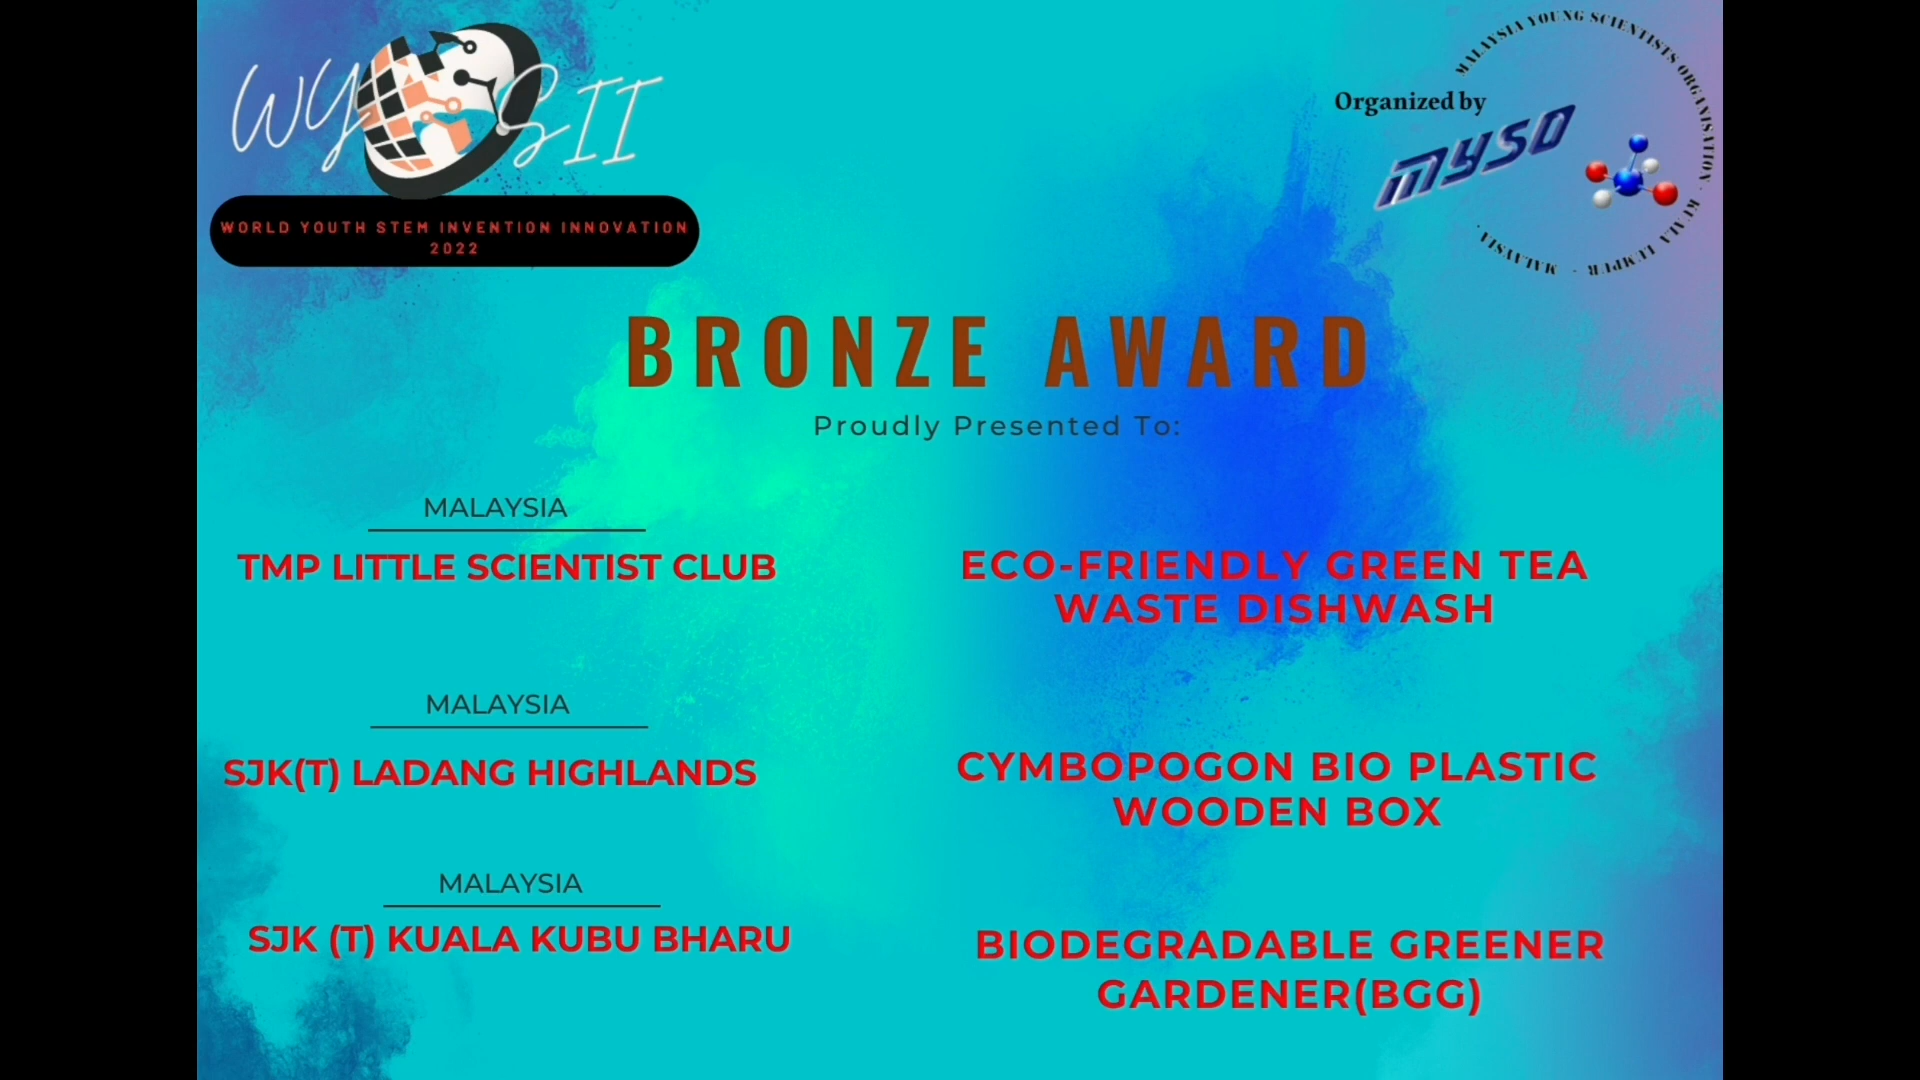 WYSII
WORLD YOUTH STEM INVENTION INNOVATION
2022
MALAYSIA YOUNG SCIENTISTS ORGANISATION · KUALA LUMPUR · MALAYSIA ·
Organized by
MYSO
BRONZE AWARD
Proudly Presented To:
MALAYSIA
TMP LITTLE SCIENTIST CLUB
ECO-FRIENDLY GREEN TEA
WASTE DISHWASH
MALAYSIA
SJK(T) LADANG HIGHLANDS
CYMBOPOGON BIO PLASTIC
WOODEN BOX
MALAYSIA
SJK (T) KUALA KUBU BHARU
BIODEGRADABLE GREENER
GARDENER(BGG)